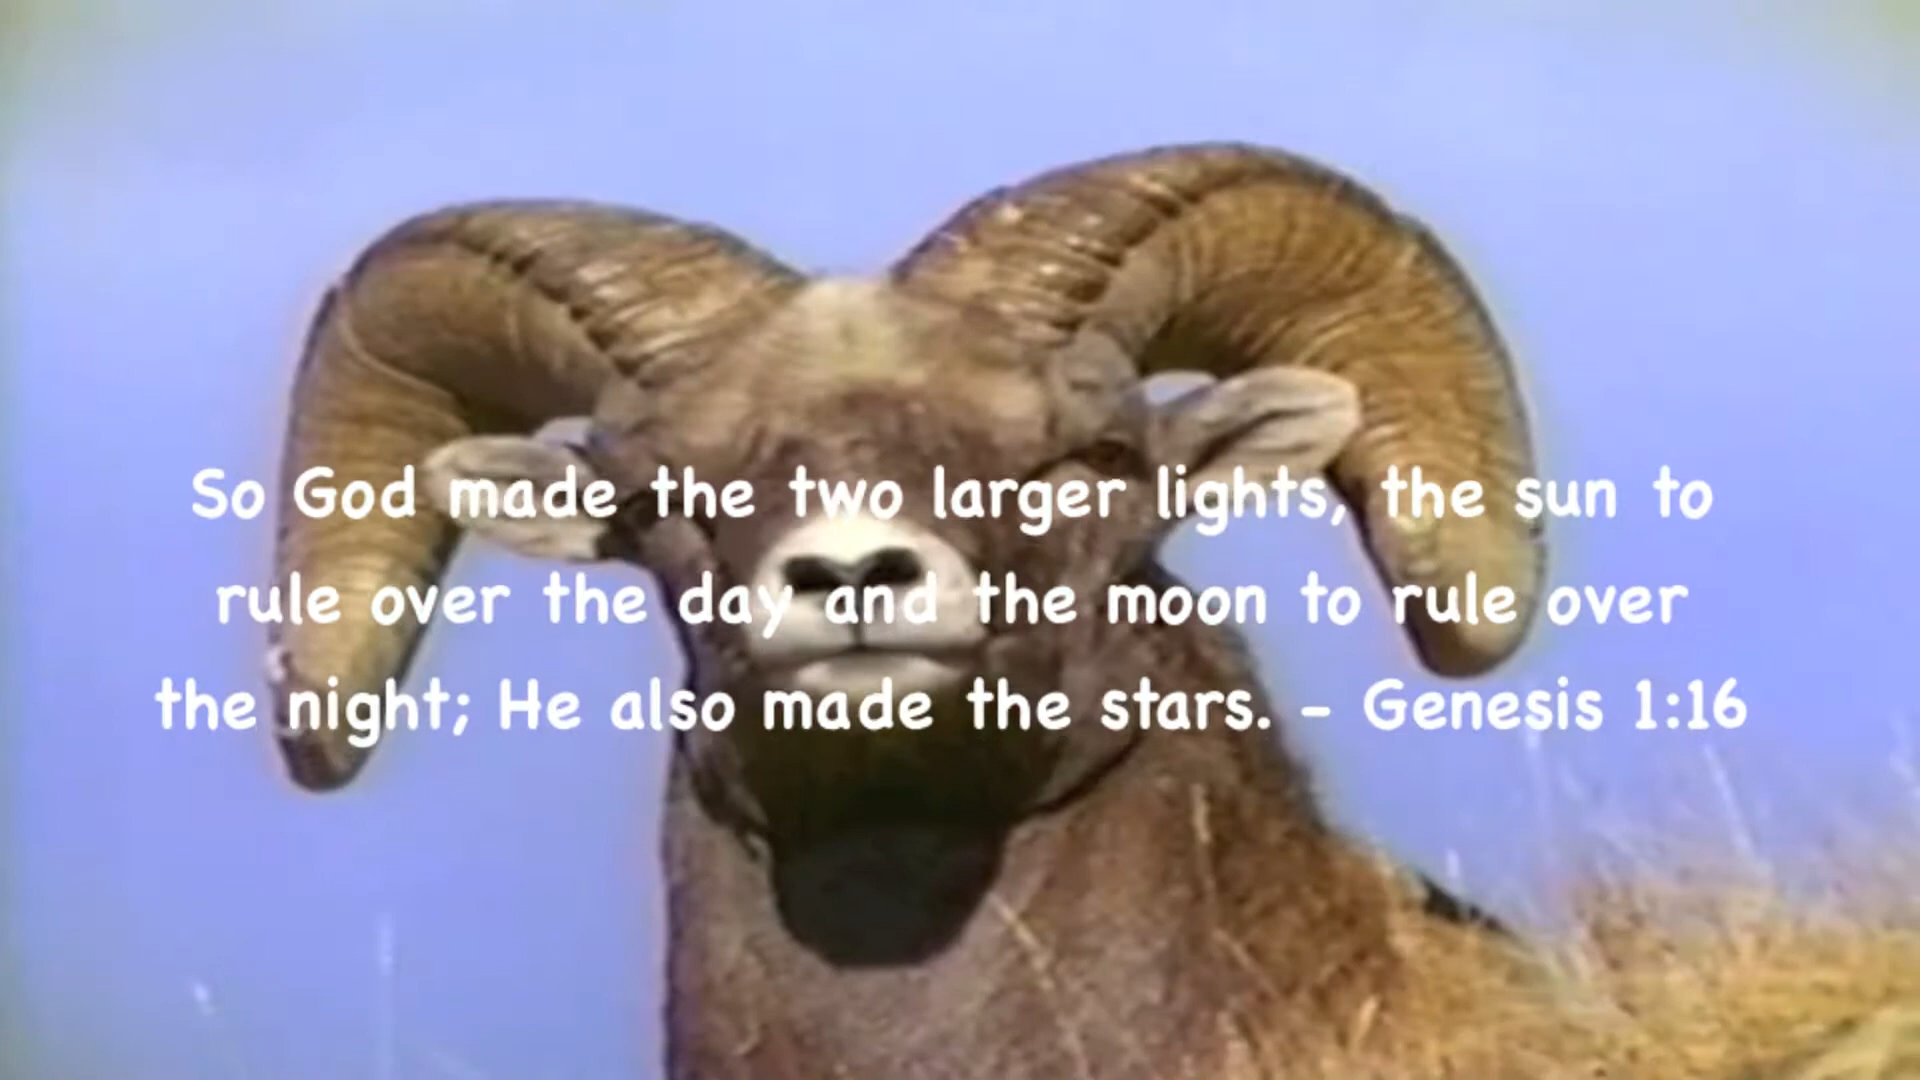 So God made the two larger lights, the sun to
rule over the day and the moon to rule over
the night; He also made the stars. - Genesis 1:16